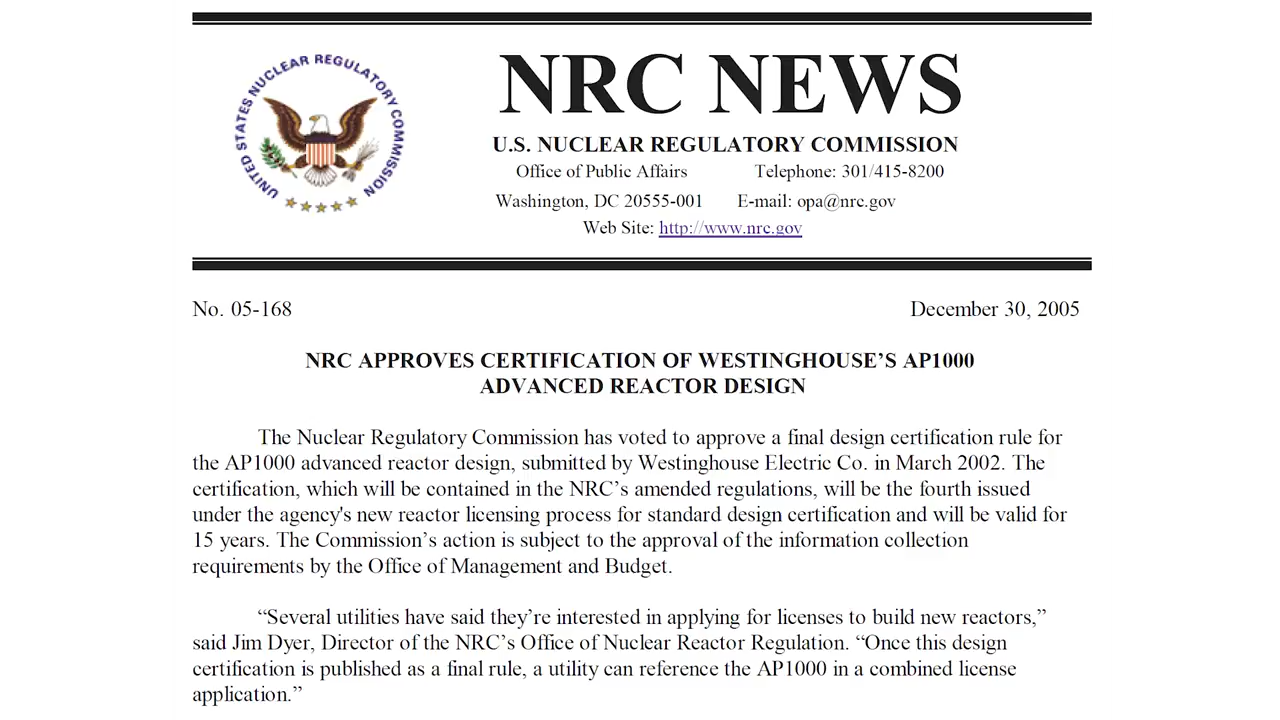 UNITED STATES NUCLEAR REGULATORY COMMISSION
NRC NEWS
U.S. NUCLEAR REGULATORY COMMISSION
Office of Public Affairs Telephone: 301/415-8200
Washington, DC 20555-001 E-mail: opa@nrc.gov
Web Site: http://www.nrc.gov
No. 05-168 December 30, 2005
NRC APPROVES CERTIFICATION OF WESTINGHOUSE’S AP1000
ADVANCED REACTOR DESIGN
The Nuclear Regulatory Commission has voted to approve a final design certification rule for
the AP1000 advanced reactor design, submitted by Westinghouse Electric Co. in March 2002. The
certification, which will be contained in the NRC’s amended regulations, will be the fourth issued
under the agency's new reactor licensing process for standard design certification and will be valid for
15 years. The Commission’s action is subject to the approval of the information collection
requirements by the Office of Management and Budget.
“Several utilities have said they’re interested in applying for licenses to build new reactors,”
said Jim Dyer, Director of the NRC’s Office of Nuclear Reactor Regulation. “Once this design
certification is published as a final rule, a utility can reference the AP1000 in a combined license
application.”